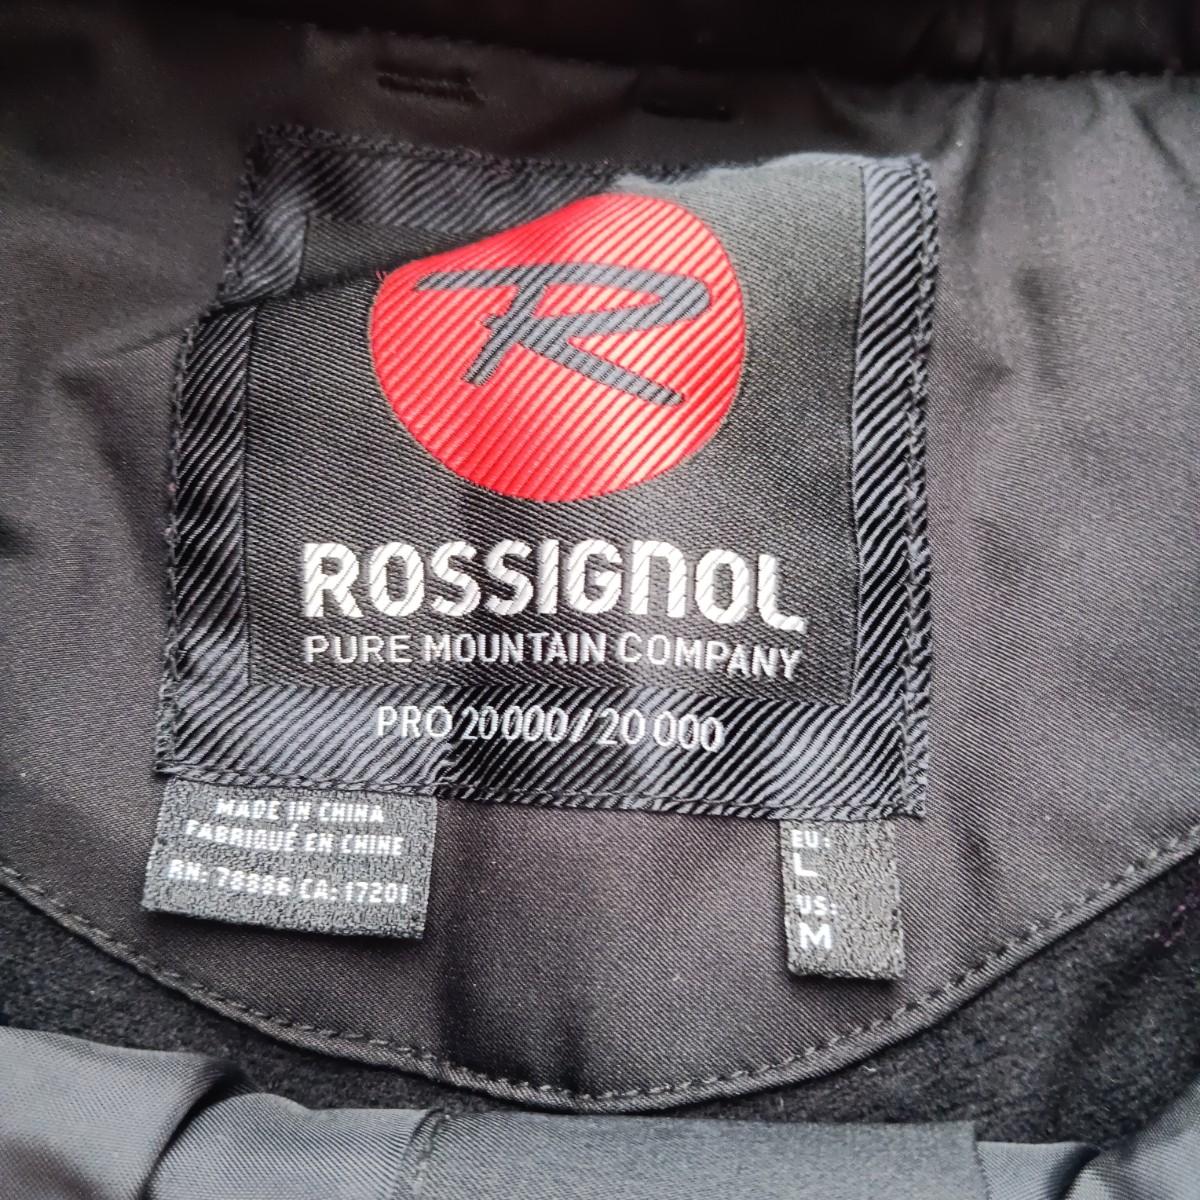 R
ROSSIGNOL
PURE MOUNTAIN COMPANY
PRO 20 000/20 000
MADE IN CHINA
FABRIQUÉ EN CHINE
RN: CA: 17201
EU:
L
US:
M